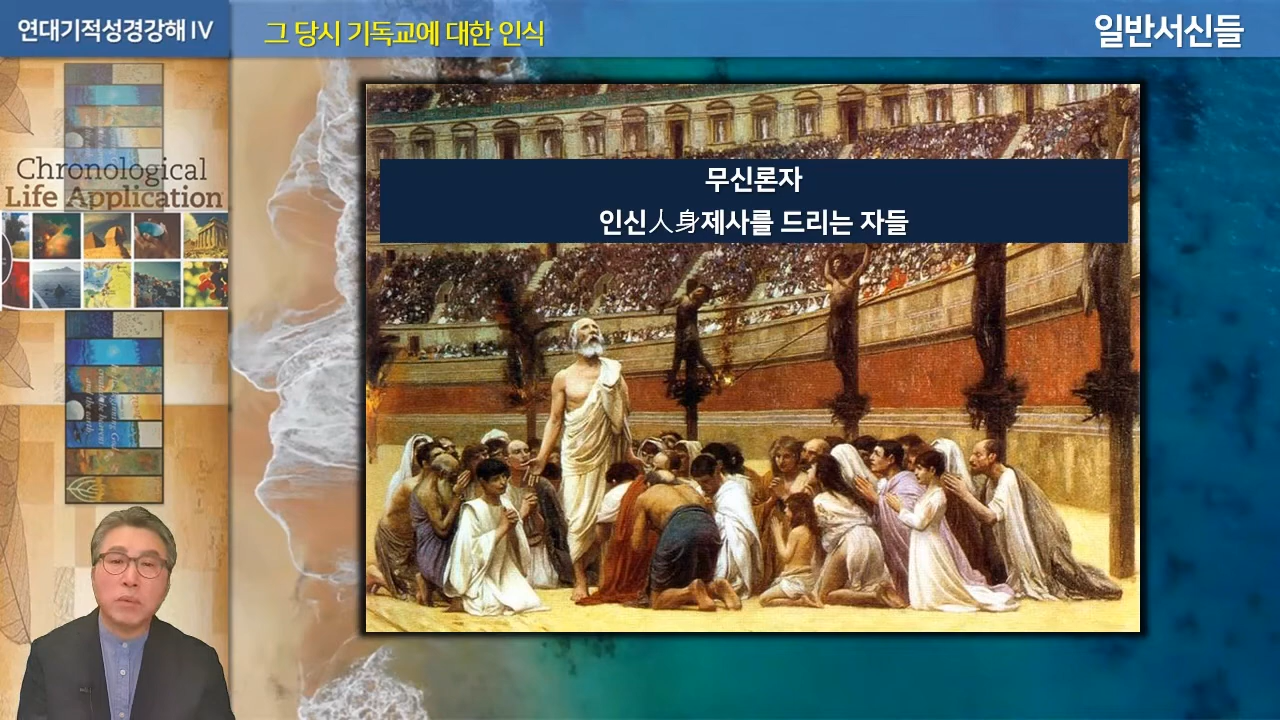 연대기적성경강해 IV
그 당시 기독교에 대한 인식
일반서신들
Chronological
Life Application
무신론자
인신人身제사를 드리는 자들